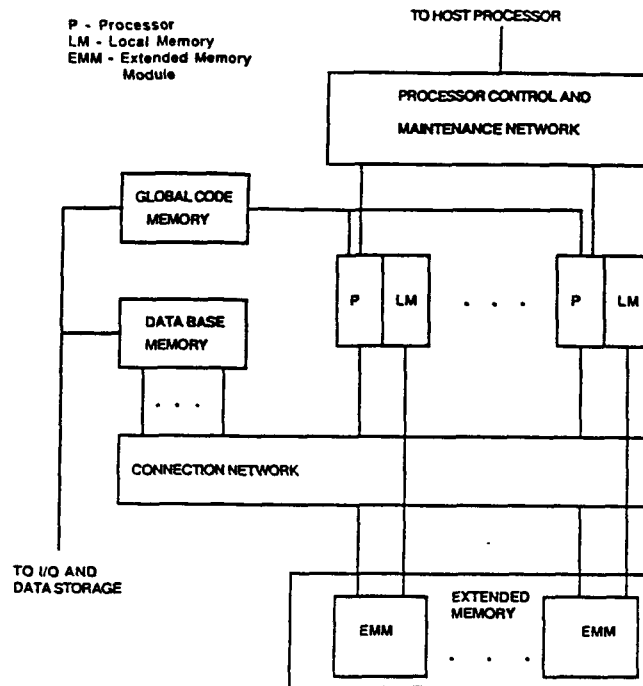 P - Processor
LM - Local Memory
EMM - Extended Memory
Module
TO HOST PROCESSOR
PROCESSOR CONTROL AND
MAINTENANCE NETWORK
GLOBAL CODE
MEMORY
P
LM
. . .
P
LM
DATA BASE
MEMORY
. . .
CONNECTION NETWORK
TO I/O AND
DATA STORAGE
EXTENDED
MEMORY
EMM
. . .
EMM